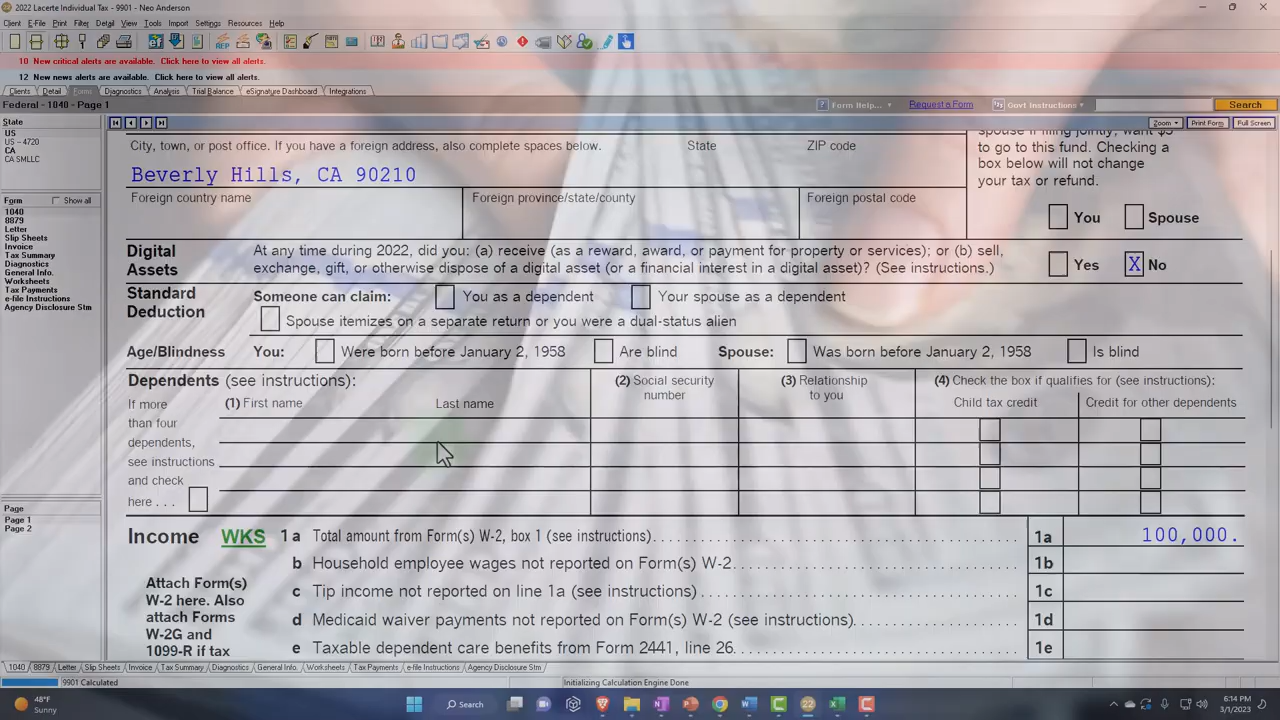 2022 Lacerte Individual Tax - 9901 - Neo Anderson
Client E-File Print Filter Detail View Tools Import Settings Resources Help
REP
10 New critical alerts are available. Click here to view all alerts.
12 New news alerts are available. Click here to view all alerts.
Clients Detail Forms Diagnostics Analysis Trial Balance eSignature Dashboard Integrations
Federal - 1040 - Page 1
Form Help... Request a Form Govt Instructions Search
Zoom Print Form Full Screen
State
US
US - 4720
CA
CA SMLLC
Form Show all
1040
8879
Letter
Slip Sheets
Invoice
Tax Summary
Diagnostics
General Info.
Worksheets
Tax Payments
e-file Instructions
Agency Disclosure Stm
Page
Page 1
Page 2
spouse if filing jointly, want $3
to go to this fund. Checking a
box below will not change
your tax or refund.
You Spouse
City, town, or post office. If you have a foreign address, also complete spaces below. State ZIP code
Beverly Hills, CA 90210
Foreign country name Foreign province/state/county Foreign postal code
Digital
Assets
At any time during 2022, did you: (a) receive (as a reward, award, or payment for property or services); or (b) sell,
exchange, gift, or otherwise dispose of a digital asset (or a financial interest in a digital asset)? (See instructions.)
Yes X No
Standard
Deduction
Someone can claim: You as a dependent Your spouse as a dependent
Spouse itemizes on a separate return or you were a dual-status alien
Age/Blindness You: Were born before January 2, 1958 Are blind Spouse: Was born before January 2, 1958 Is blind
Dependents (see instructions):
(1) First name Last name
(2) Social security
number
(3) Relationship
to you
(4) Check the box if qualifies for (see instructions):
Child tax credit Credit for other dependents
If more
than four
dependents,
see instructions
and check
here . . .
Income WKS 1 a Total amount from Form(s) W-2, box 1 (see instructions) 1a 100,000.
b Household employee wages not reported on Form(s) W-2 1b
c Tip income not reported on line 1a (see instructions) 1c
d Medicaid waiver payments not reported on Form(s) W-2 (see instructions) 1d
e Taxable dependent care benefits from Form 2441, line 26 1e
Attach Form(s)
W-2 here. Also
attach Forms
W-2G and
1099-R if tax
1040 8879 Letter Slip Sheets Invoice Tax Summary Diagnostics General Info. Worksheets Tax Payments e-file Instructions Agency Disclosure Stm
9901 Calculated Initializing Calculation Engine Done
48°F
Sunny
Search
22
6:14 PM
3/1/2023